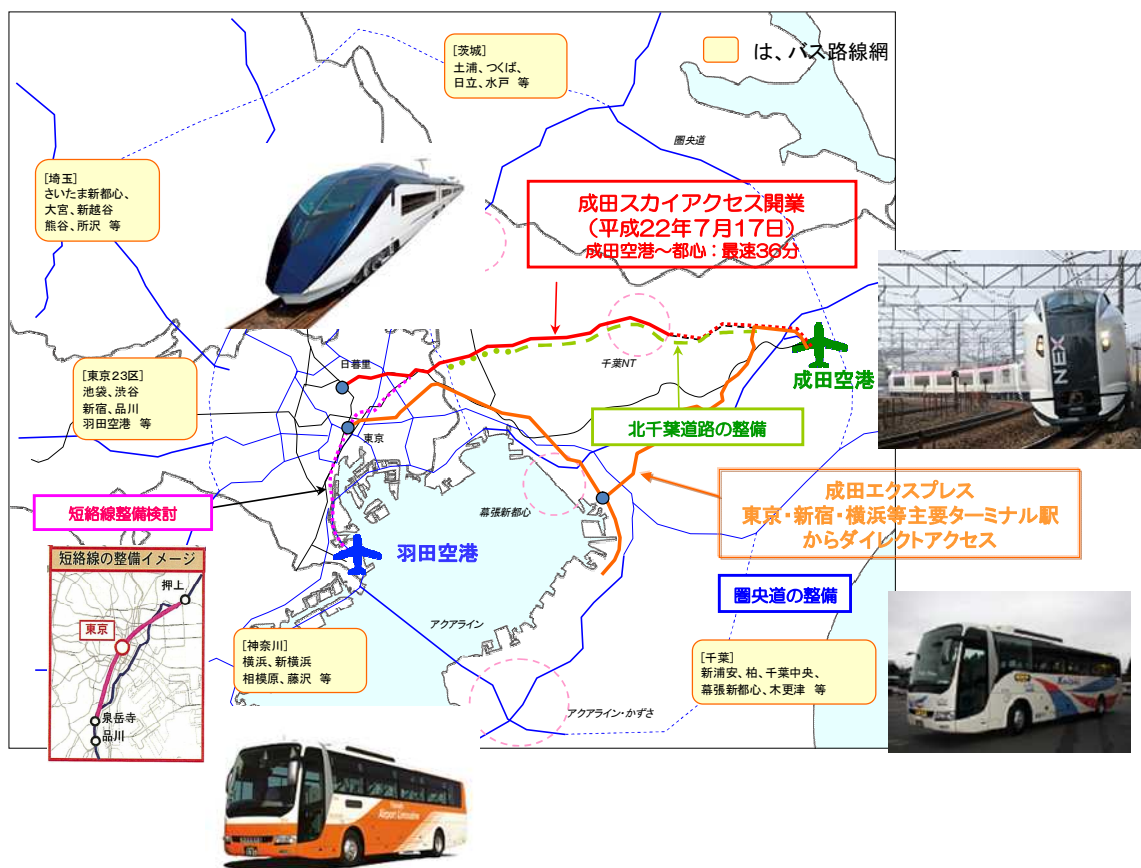 [茨城]
土浦、つくば、
日立、水戸 等
は、バス路線網
圏央道
[埼玉]
さいたま新都心、
大宮、新越谷
熊谷、所沢 等
成田スカイアクセス開業
（平成22年7月17日）
成田空港～都心：最速36分
NEX
日暮里
千葉NT
成田空港
[東京23区]
池袋、渋谷
新宿、品川
羽田空港 等
東京
北千葉道路の整備
短絡線整備検討
幕張新都心
成田エクスプレス
東京・新宿・横浜等主要ターミナル駅
からダイレクトアクセス
羽田空港
短絡線の整備イメージ
押上
東京
泉岳寺
品川
圏央道の整備
アクアライン
[神奈川]
横浜、新横浜
相模原、藤沢 等
[千葉]
新浦安、柏、千葉中央、
幕張新都心、木更津 等
アクアライン・かずさ
Airport Limousine